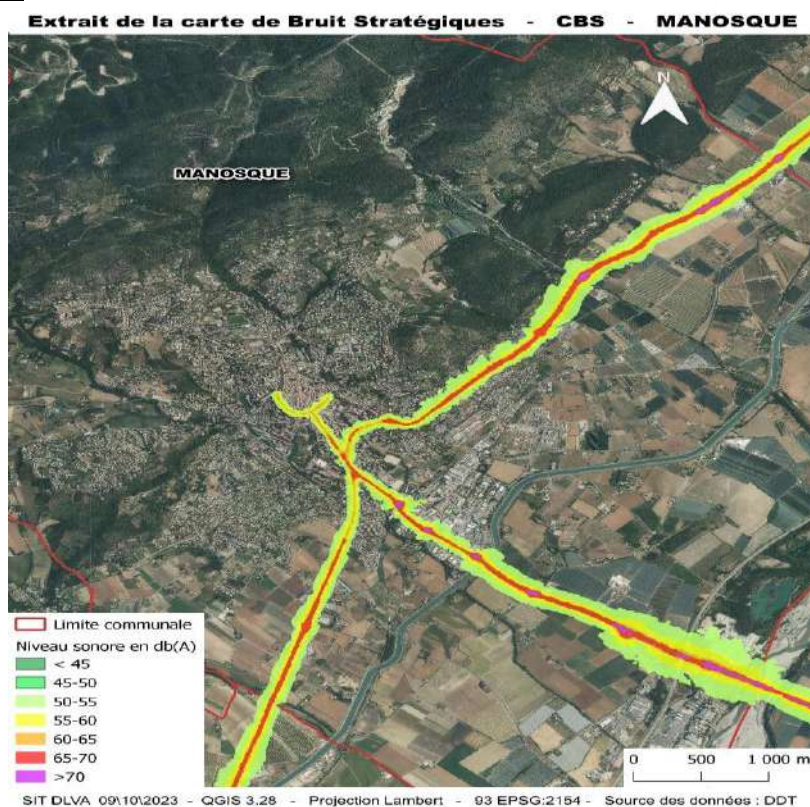 Extrait de la carte de Bruit Stratégiques - CBS - MANOSQUE
N
MANOSQUE
Limite communale
Niveau sonore en db(A)
< 45
45-50
50-55
55-60
60-65
65-70
>70
0 500 1 000 m
SIT DLVA 09\10\2023 - QGIS 3.28 - Projection Lambert - 93 EPSG:2154 - Source des données : DDT